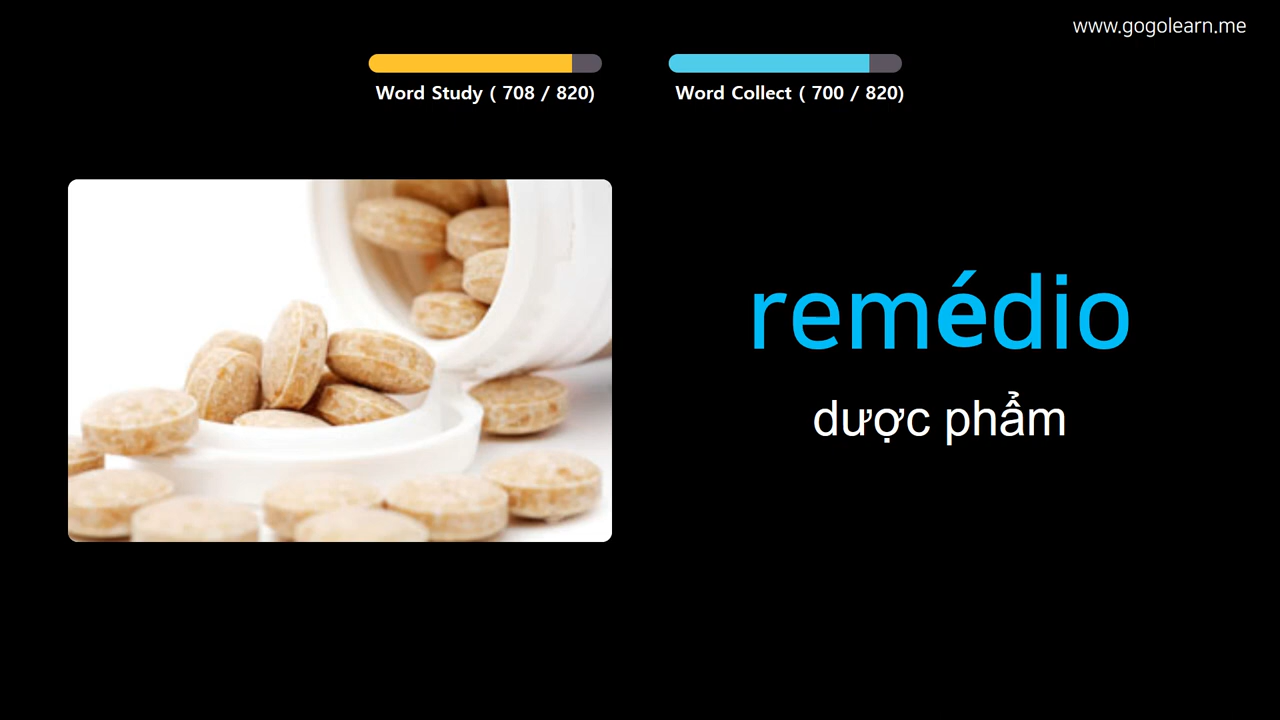 www.gogolearn.me
Word Study ( 708 / 820)
Word Collect ( 700 / 820)
remédio
dược phẩm